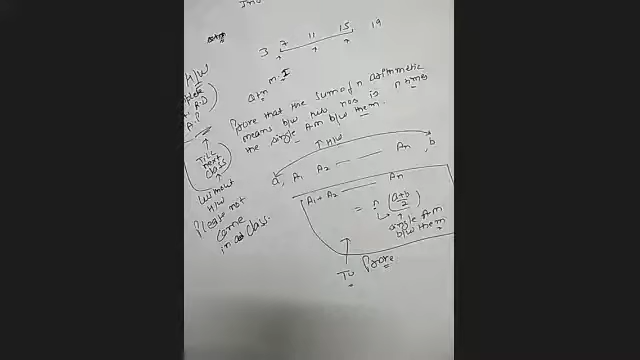 3 7 11 15 19
a+n
Prove that the sum of n arithmetic
means b/w two nos is n times
the single Am b/w them.
↑ H/W
a, A1 A2 — — — An, b
A1 + A2 — — — An
= n (a+b/2)
single Am
b/w them
To Prove
H/W
R.D
A.P
Till
next
class
without
H/W
Please not
come
in class.